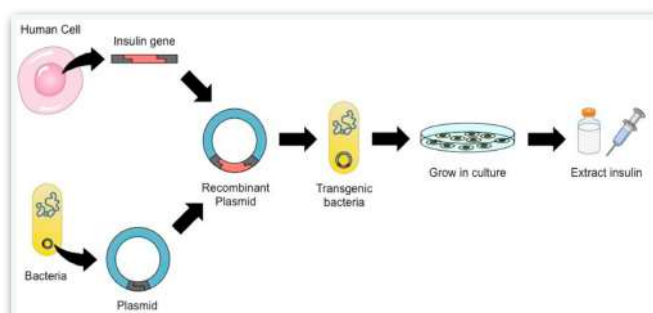 Human Cell
Insulin gene
Recombinant
Plasmid
Transgenic
bacteria
Grow in culture
Extract insulin
Bacteria
Plasmid